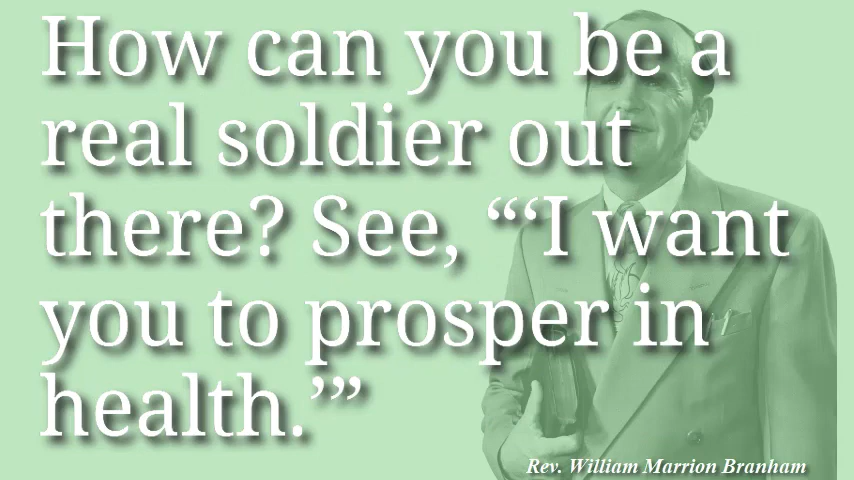 How can you be a
real soldier out
there? See, “‘I want
you to prosper in
health.’”
Rev. William Marrion Branham